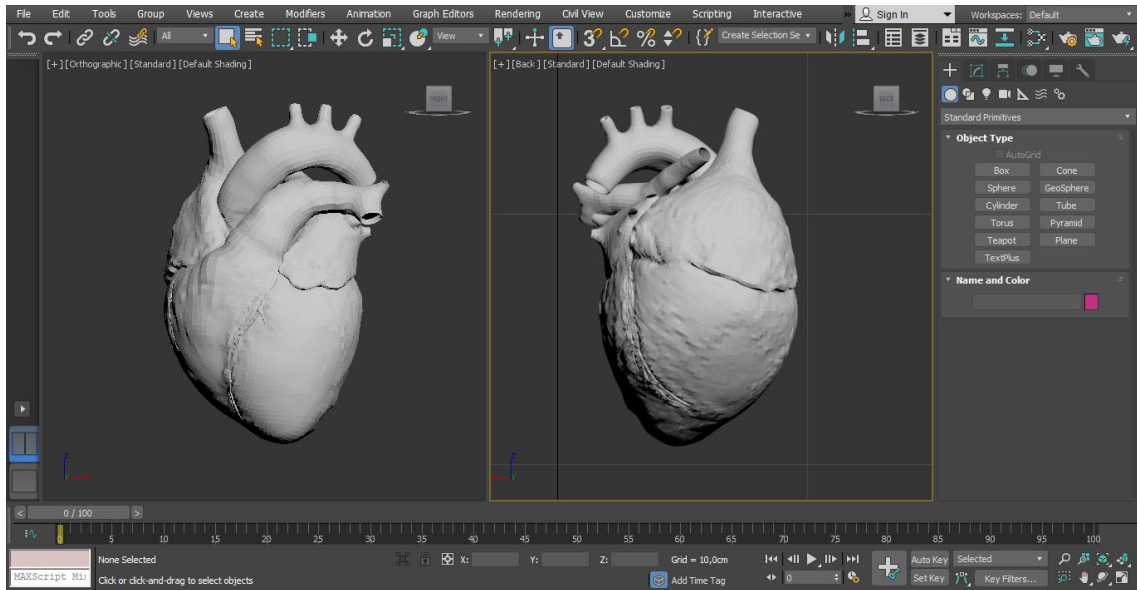 File Edit Tools Group Views Create Modifiers Animation Graph Editors Rendering Civil View Customize Scripting Interactive » Sign In Workspaces: Default
All View Create Selection Se
[+] [Orthographic] [Standard] [Default Shading]
FRONT
[+] [Back] [Standard] [Default Shading]
BACK
Standard Primitives
Object Type
AutoGrid
Box Cone
Sphere GeoSphere
Cylinder Tube
Torus Pyramid
Teapot Plane
TextPlus
Name and Color
z
x
z
< 0 / 100 >
0 5 10 15 20 25 30 35 40 45 50 55 60 65 70 75 80 85 90 95 100
None Selected X: Y: Z: Grid = 10,0cm Auto Key Selected
MAXScript Mi Click or click-and-drag to select objects Add Time Tag 0 Set Key Key Filters...